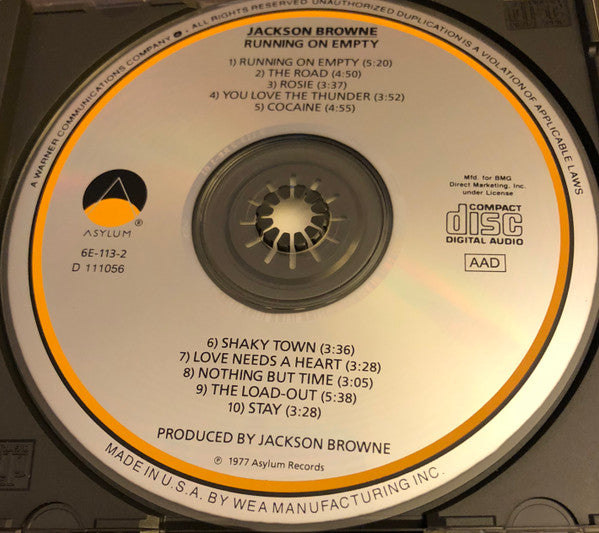 A WARNER COMMUNICATIONS COMPANY - ALL RIGHTS RESERVED. UNAUTHORIZED DUPLICATION IS A VIOLATION OF APPLICABLE LAWS
JACKSON BROWNE
RUNNING ON EMPTY
1) RUNNING ON EMPTY (5:20)
2) THE ROAD (4:50)
3) ROSIE (3:37)
4) YOU LOVE THE THUNDER (3:52)
5) COCAINE (4:55)
ASYLUM ®
6E-113-2
D 111056
Mfd. for BMG
Direct Marketing, Inc.
under License
COMPACT
disc
DIGITAL AUDIO
AAD
6) SHAKY TOWN (3:36)
7) LOVE NEEDS A HEART (3:28)
8) NOTHING BUT TIME (3:05)
9) THE LOAD-OUT (5:38)
10) STAY (3:28)
PRODUCED BY JACKSON BROWNE
℗ 1977 Asylum Records
MADE IN U.S.A. BY WEA MANUFACTURING INC.